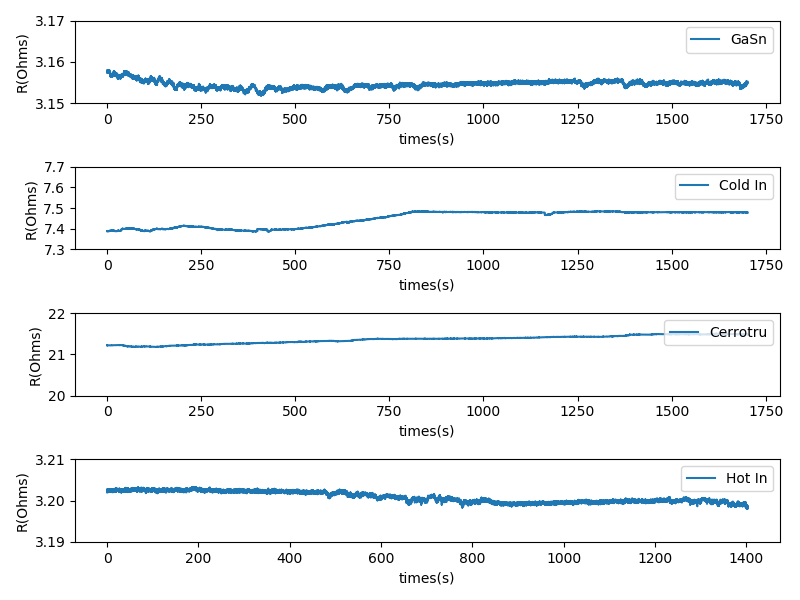 3.17
3.16
3.15
R(Ohms)
GaSn
0 250 500 750 1000 1250 1500 1750
times(s)
7.7
7.6
7.5
7.4
7.3
R(Ohms)
Cold In
0 250 500 750 1000 1250 1500 1750
times(s)
22
21
20
R(Ohms)
Cerrotru
0 250 500 750 1000 1250 1500 1750
times(s)
3.21
3.20
3.19
R(Ohms)
Hot In
0 200 400 600 800 1000 1200 1400
times(s)